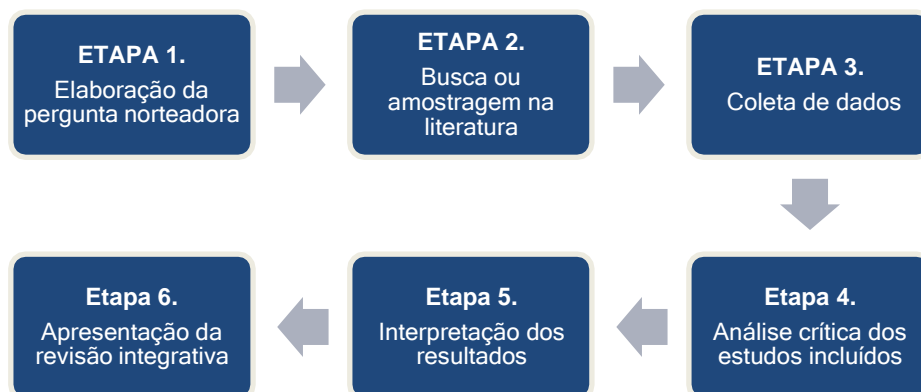 ETAPA 1.
Elaboração da
pergunta norteadora
ETAPA 2.
Busca ou
amostragem na
literatura
ETAPA 3.
Coleta de dados
Etapa 4.
Análise crítica dos
estudos incluídos
Etapa 5.
Interpretação dos
resultados
Etapa 6.
Apresentação da
revisão integrativa